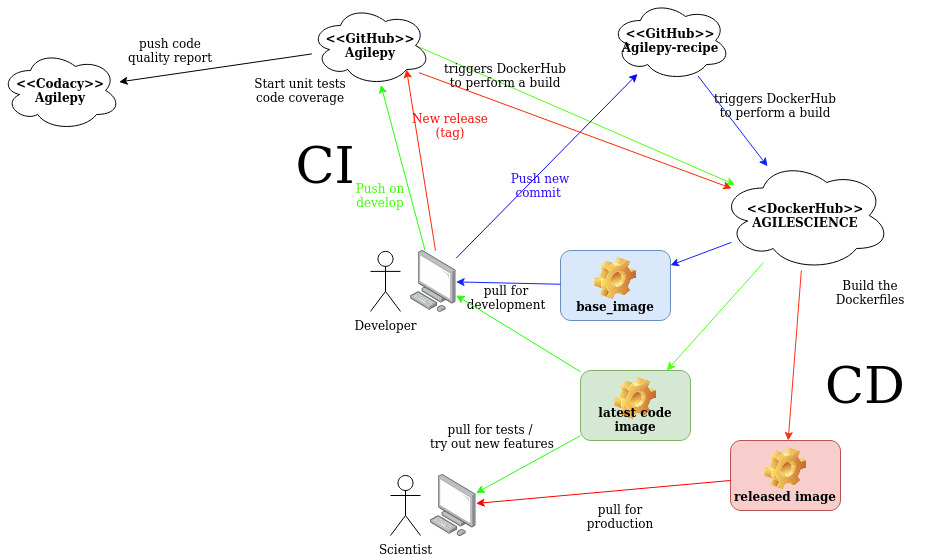 <<GitHub>>
Agilepy
<<GitHub>>
Agilepy-recipe
push code
quality report
<<Codacy>>
Agilepy
Start unit tests
code coverage
triggers DockerHub
to perform a build
triggers DockerHub
to perform a build
New release
(tag)
CI
Push on
develop
Push new
commit
<<DockerHub>>
AGILESCIENCE
Developer
pull for
development
base_image
Build the
Dockerfiles
CD
latest code
image
pull for tests /
try out new features
released image
pull for
production
Scientist